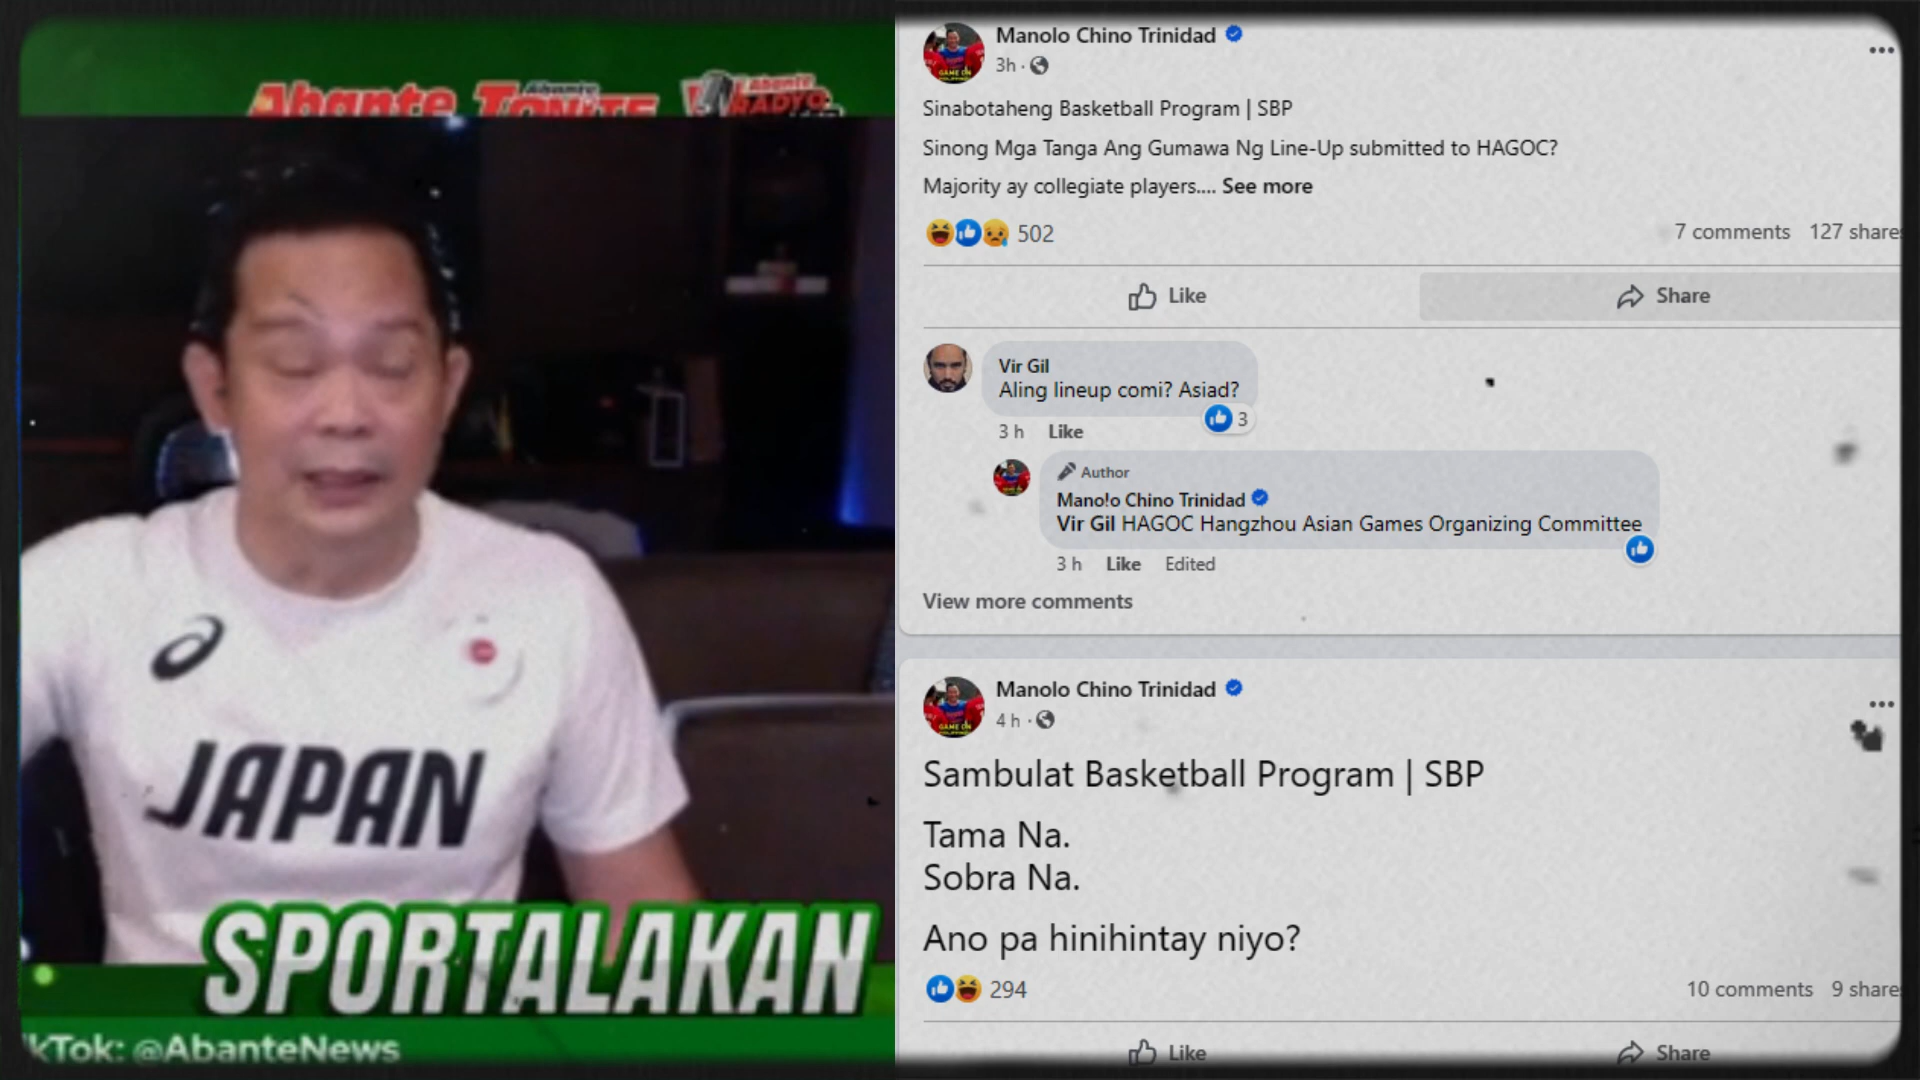 Abante TONITE
Abante
Abante
RADYO
JAPAN
SPORTALAKAN
kTok: @AbanteNews
Manolo Chino Trinidad
3h
Sinabotaheng Basketball Program | SBP
Sinong Mga Tanga Ang Gumawa Ng Line-Up submitted to HAGOC?
Majority ay collegiate players.... See more
502
7 comments 127 shares
Like
Share
Vir Gil
Aling lineup comi? Asiad?
3
3 h Like
Author
Manolo Chino Trinidad
Vir Gil HAGOC Hangzhou Asian Games Organizing Committee
3 h Like Edited
View more comments
Manolo Chino Trinidad
4 h
Sambulat Basketball Program | SBP
Tama Na.
Sobra Na.
Ano pa hinihintay niyo?
294
10 comments 9 shares
Like
Share